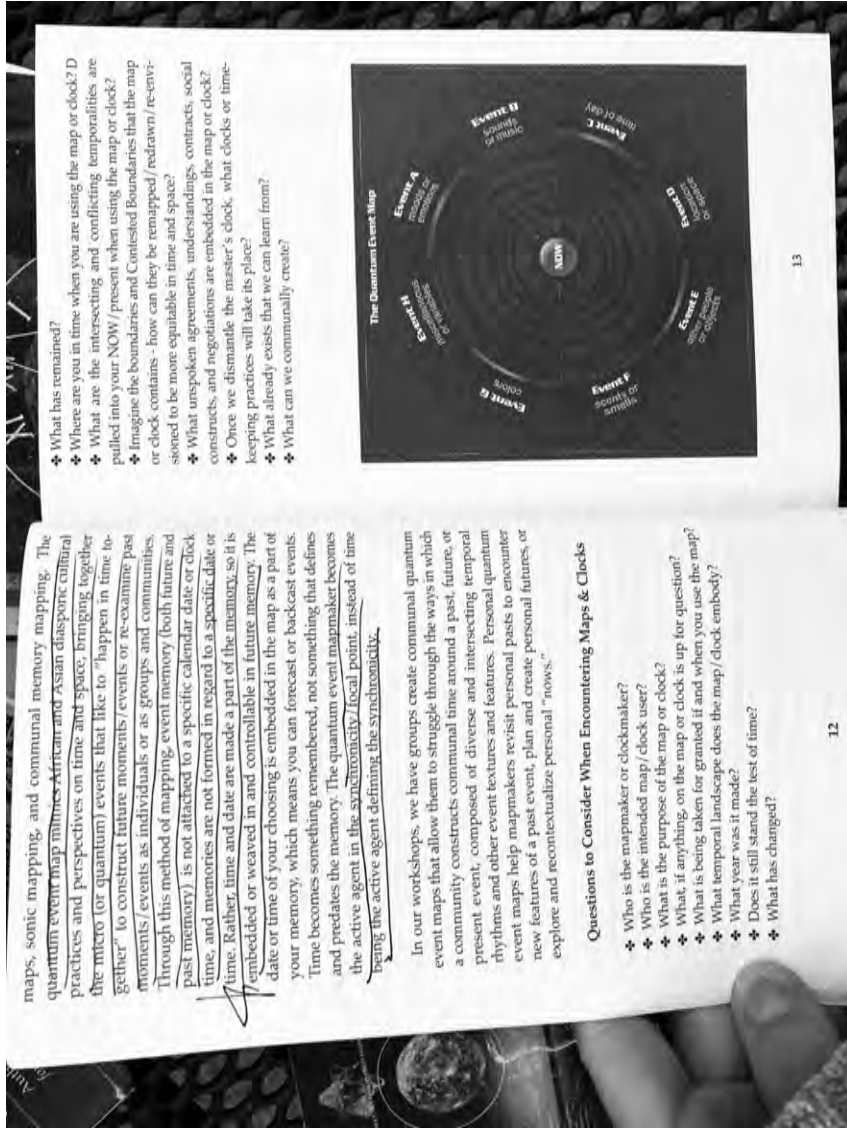 maps, sonic mapping, and communal memory mapping. The
quantum event map mimics African and Asian diasporic cultural
practices and perspectives on time and space, bringing together
the micro (or quantum) events that like to "happen in time to-
gether" to construct future moments/events or re-examine past
moments/events as individuals or as groups and communities.
Through this method of mapping, event memory (both future and
past memory) is not attached to a specific calendar date or clock
time, and memories are not formed in regard to a specific date or
time. Rather, time and date are made a part of the memory, so it is
embedded or weaved in and controllable in future memory. The
date or time of your choosing is embedded in the map as a part of
your memory, which means you can forecast or backcast events.
Time becomes something remembered, not something that defines
and predates the memory. The quantum event mapmaker becomes
the active agent in the synchronicity/focal point, instead of time
being the active agent defining the synchronicity.
In our workshops, we have groups create communal quantum
event maps that allow them to struggle through the ways in which
a community constructs communal time around a past, future, or
present event, composed of diverse and intersecting temporal
rhythms and other event textures and features. Personal quantum
event maps help mapmakers revisit personal pasts to encounter
new features of a past event, plan and create personal futures, or
explore and recontextualize personal "nows."
Questions to Consider When Encountering Maps & Clocks
❖ Who is the mapmaker or clockmaker?
❖ Who is the intended map/clock user?
❖ What is the purpose of the map or clock?
❖ What, if anything, on the map or clock is up for question?
❖ What is being taken for granted if and when you use the map?
❖ What temporal landscape does the map/clock embody?
❖ What year was it made?
❖ Does it still stand the test of time?
❖ What has changed?
12
❖ What has remained?
❖ Where are you in time when you are using the map or clock? D
❖ What are the intersecting and conflicting temporalities are
pulled into your NOW/present when using the map or clock?
❖ Imagine the boundaries and Contested Boundaries that the map
or clock contains - how can they be remapped/redrawn/re-envi-
sioned to be more equitable in time and space?
❖ What unspoken agreements, understandings, contracts, social
constructs, and negotiations are embedded in the map or clock?
❖ Once we dismantle the master's clock, what clocks or time-
keeping practices will take its place?
❖ What already exists that we can learn from?
❖ What can we communally create?
The Quantum Event Map
Event A
moods or
emotions
Event B
sounds
or music
Event C
time of day
Event D
location
or space
Event E
other people
or objects
Event F
scents or
smells
Event G
colors
Event H
or
NOW
13